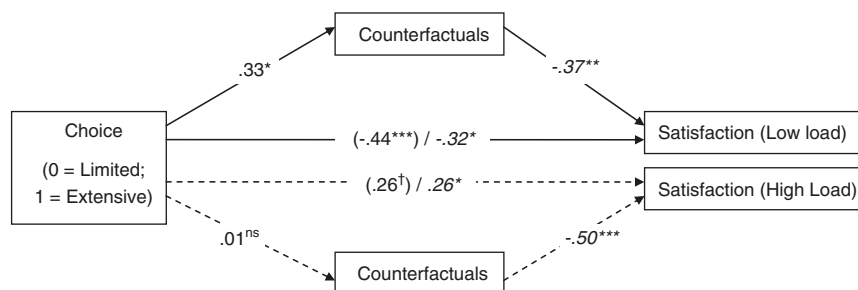 Counterfactuals
.33*
-.37**
Choice
(0 = Limited;
1 = Extensive)
(-.44***) / -.32*
Satisfaction (Low load)
(.26†) / .26*
Satisfaction (High Load)
.01ns
-.50***
Counterfactuals